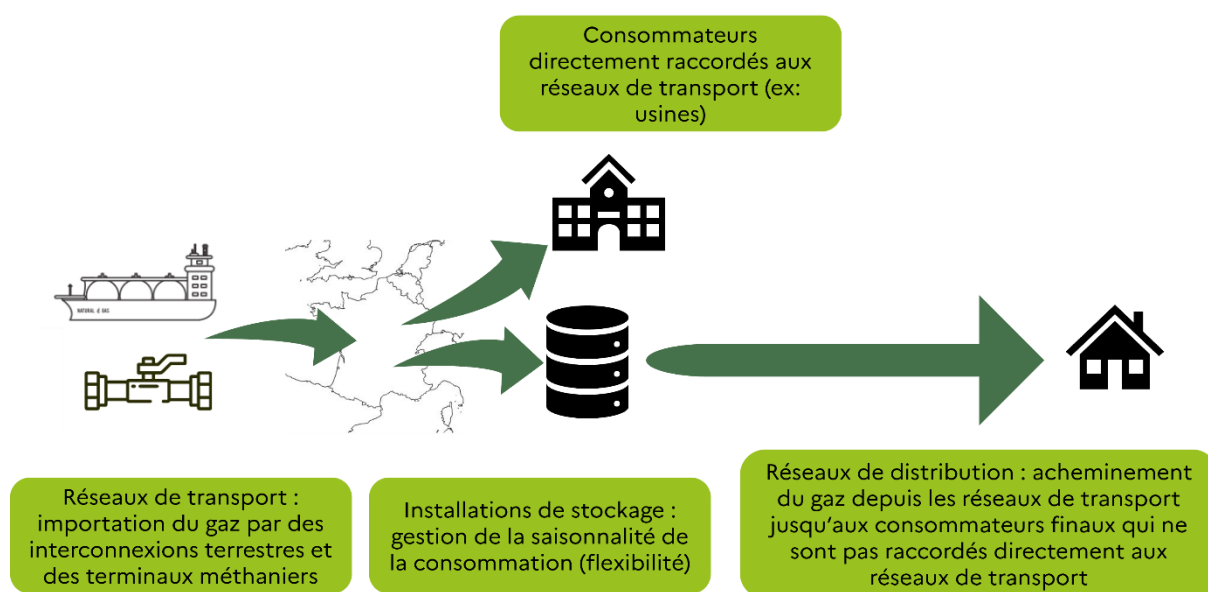 Consommateurs
directement raccordés aux
réseaux de transport (ex:
usines)
NATURAL GAS
Réseaux de transport :
importation du gaz par des
interconnexions terrestres et
des terminaux méthaniers
Installations de stockage :
gestion de la saisonnalité de
la consommation (flexibilité)
Réseaux de distribution : acheminement
du gaz depuis les réseaux de transport
jusqu'aux consommateurs finaux qui ne
sont pas raccordés directement aux
réseaux de transport